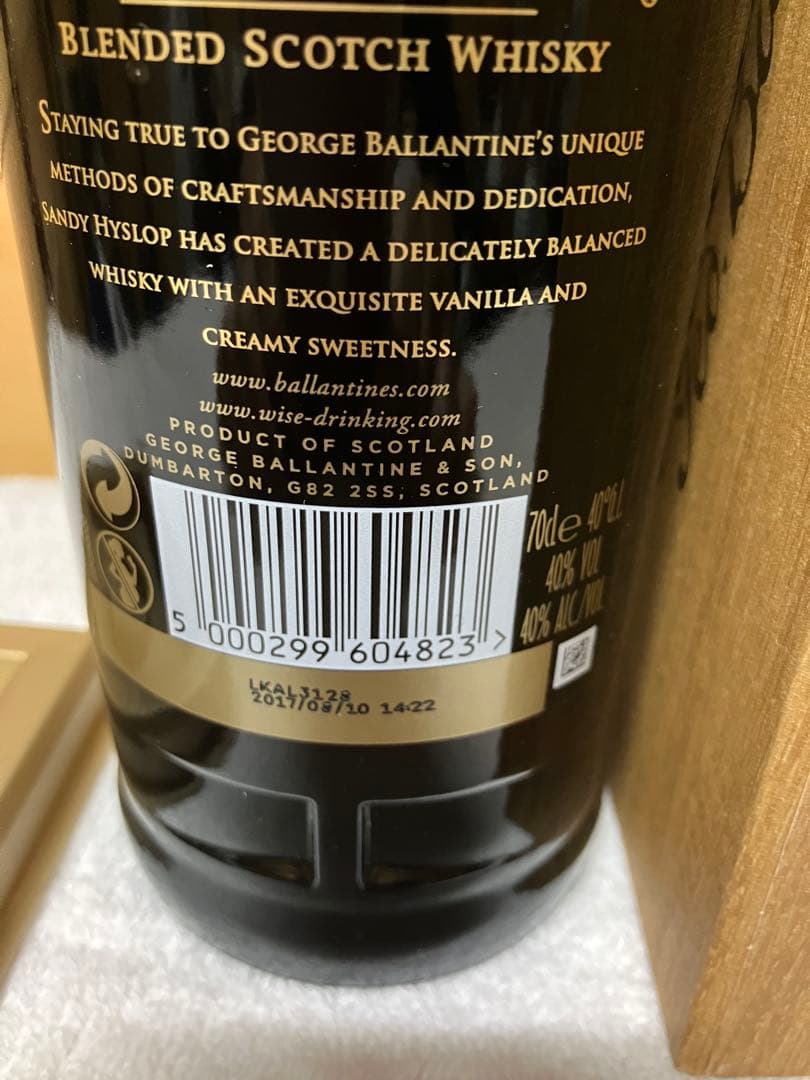 BLENDED SCOTCH WHISKY
STAYING TRUE TO GEORGE BALLANTINE'S UNIQUE
METHODS OF CRAFTSMANSHIP AND DEDICATION,
SANDY HYSLOP HAS CREATED A DELICATELY BALANCED
WHISKY WITH AN EXQUISITE VANILLA AND
CREAMY SWEETNESS.
www.ballantines.com
www.wise-drinking.com
PRODUCT OF SCOTLAND
GEORGE BALLANTINE & SON,
DUMBARTON, G82 2SS, SCOTLAND
70cl e 40°G.L.
40% VOL
40% ALC/VOL
5 000299 604823 >
LKAL3128
2017/08/10 14:22